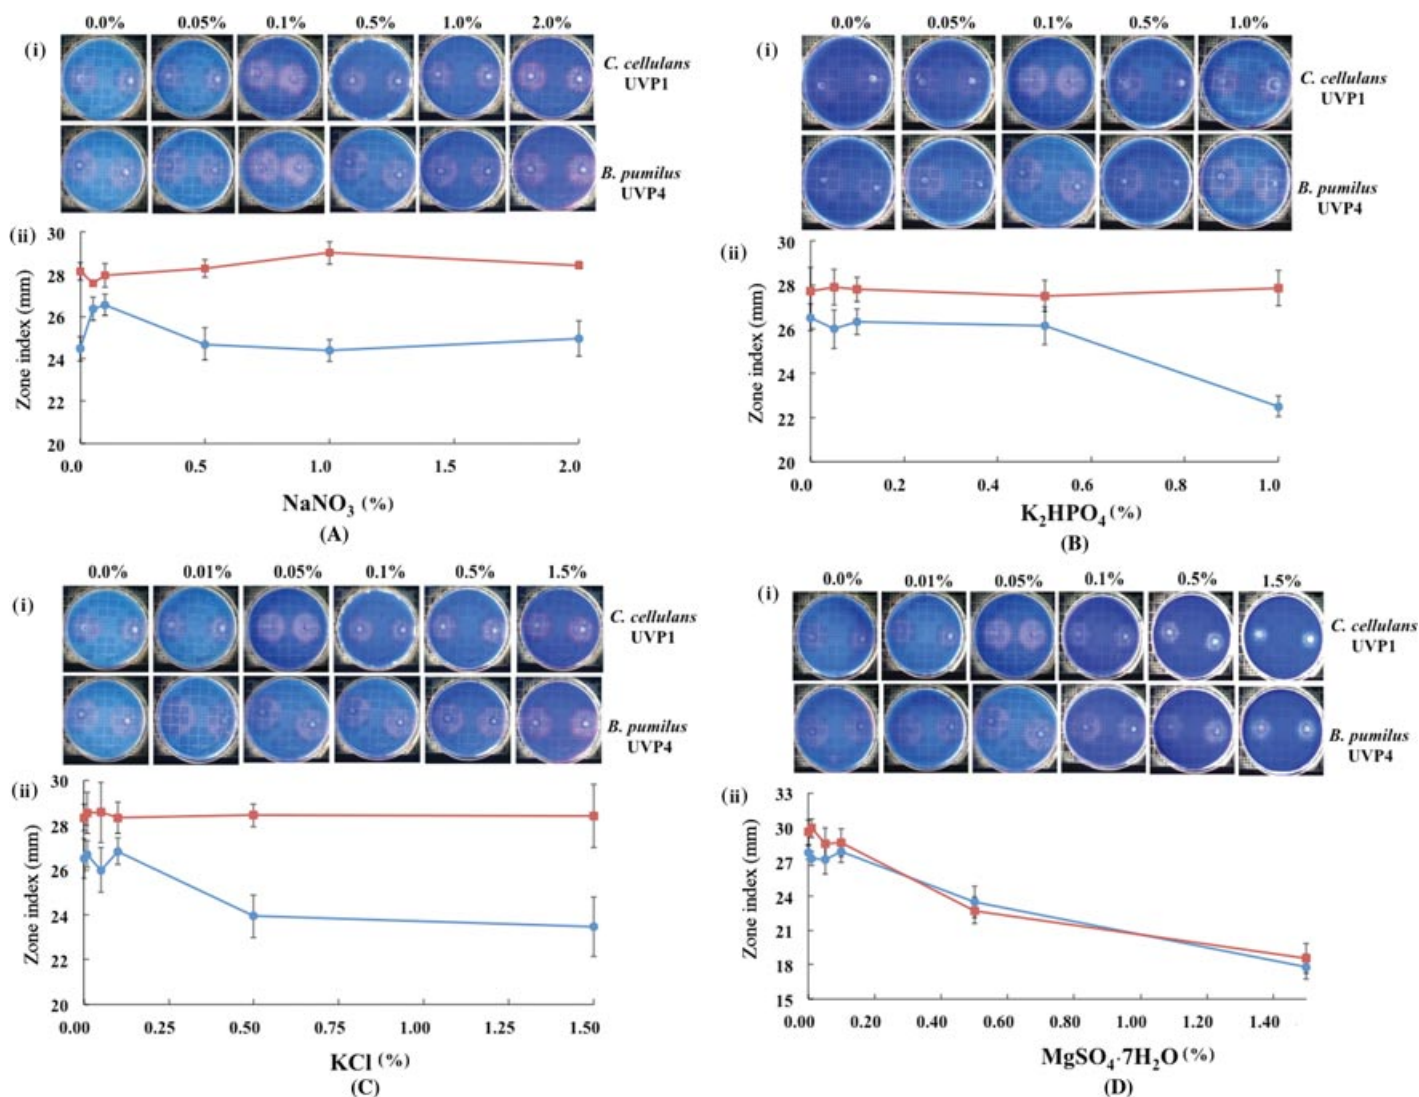 0.0% 0.05% 0.1% 0.5% 1.0% 2.0%
(i)
C. cellulans
UVP1
B. pumilus
UVP4
(ii)
30
28
26
24
22
20
Zone index (mm)
0.0 0.5 1.0 1.5 2.0
NaNO3 (%)
(A)
0.0% 0.05% 0.1% 0.5% 1.0%
(i)
C. cellulans
UVP1
B. pumilus
UVP4
(ii)
30
28
26
24
22
20
Zone index (mm)
0.0 0.2 0.4 0.6 0.8 1.0
K2HPO4 (%)
(B)
0.0% 0.01% 0.05% 0.1% 0.5% 1.5%
(i)
C. cellulans
UVP1
B. pumilus
UVP4
(ii)
30
28
26
24
22
20
Zone index (mm)
0.00 0.25 0.50 0.75 1.00 1.25 1.50
KCl (%)
(C)
0.0% 0.01% 0.05% 0.1% 0.5% 1.5%
(i)
C. cellulans
UVP1
B. pumilus
UVP4
(ii)
33
30
27
24
21
18
15
Zone index (mm)
0.00 0.20 0.40 0.60 0.80 1.00 1.20 1.40
MgSO4·7H2O (%)
(D)